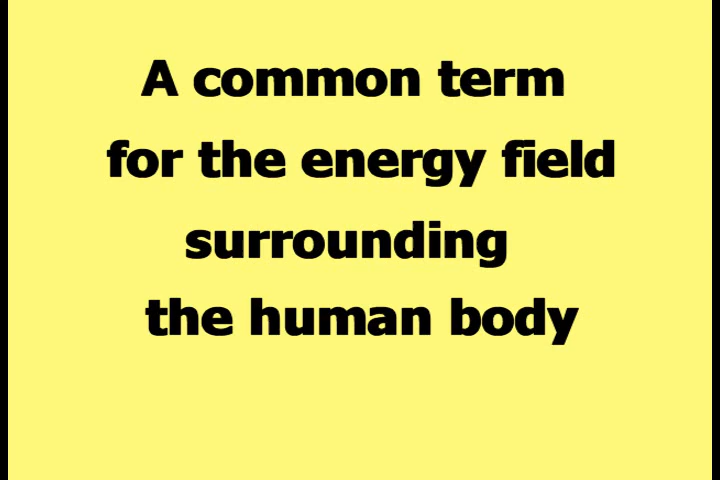 A common term
for the energy field
surrounding
the human body